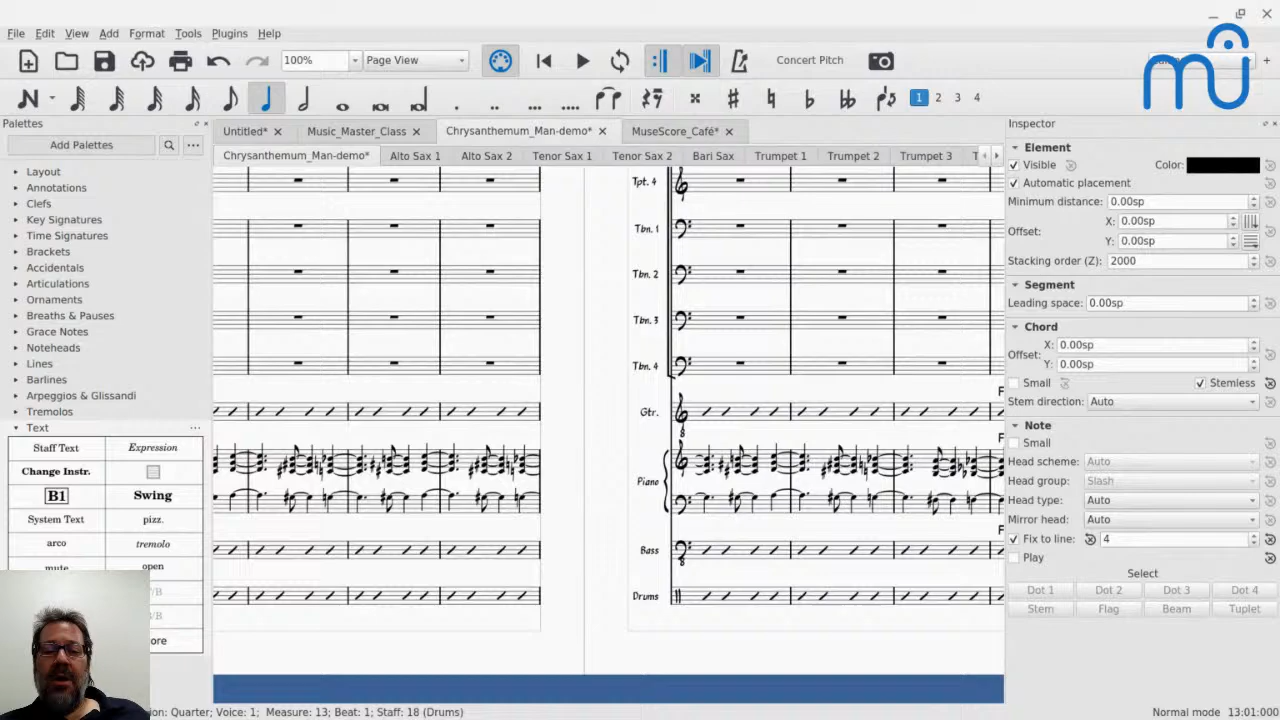 File Edit View Add Format Tools Plugins Help
100% Page View Concert Pitch
1 2 3 4
Palettes
Untitled* Music_Master_Class Chrysanthemum_Man-demo* MuseScore_Café*
Inspector
Add Palettes
Chrysanthemum_Man-demo* Alto Sax 1 Alto Sax 2 Tenor Sax 1 Tenor Sax 2 Bari Sax Trumpet 1 Trumpet 2 Trumpet 3 T
Layout
Annotations
Clefs
Key Signatures
Time Signatures
Brackets
Accidentals
Articulations
Ornaments
Breaths & Pauses
Grace Notes
Noteheads
Lines
Barlines
Arpeggios & Glissandi
Tremolos
Text
Staff Text Expression
Change Instr.
B1 Swing
System Text pizz.
arco tremolo
mute open
/B
/B
ore
Tpt. 4
Tbn. 1
Tbn. 2
Tbn. 3
Tbn. 4
Gtr.
F
F
Piano
F
Bass
Drums
Element
Visible Color:
Automatic placement
Minimum distance: 0.00sp
Offset: X: 0.00sp
Y: 0.00sp
Stacking order (Z): 2000
Segment
Leading space: 0.00sp
Chord
Offset: X: 0.00sp
Y: 0.00sp
Small Stemless
Stem direction: Auto
Note
Small
Head scheme: Auto
Head group: Slash
Head type: Auto
Mirror head: Auto
Fix to line: 4
Play
Select
Dot 1 Dot 2 Dot 3 Dot 4
Stem Flag Beam Tuplet
on: Quarter; Voice: 1; Measure: 13; Beat: 1; Staff: 18 (Drums) Normal mode 13:01:000